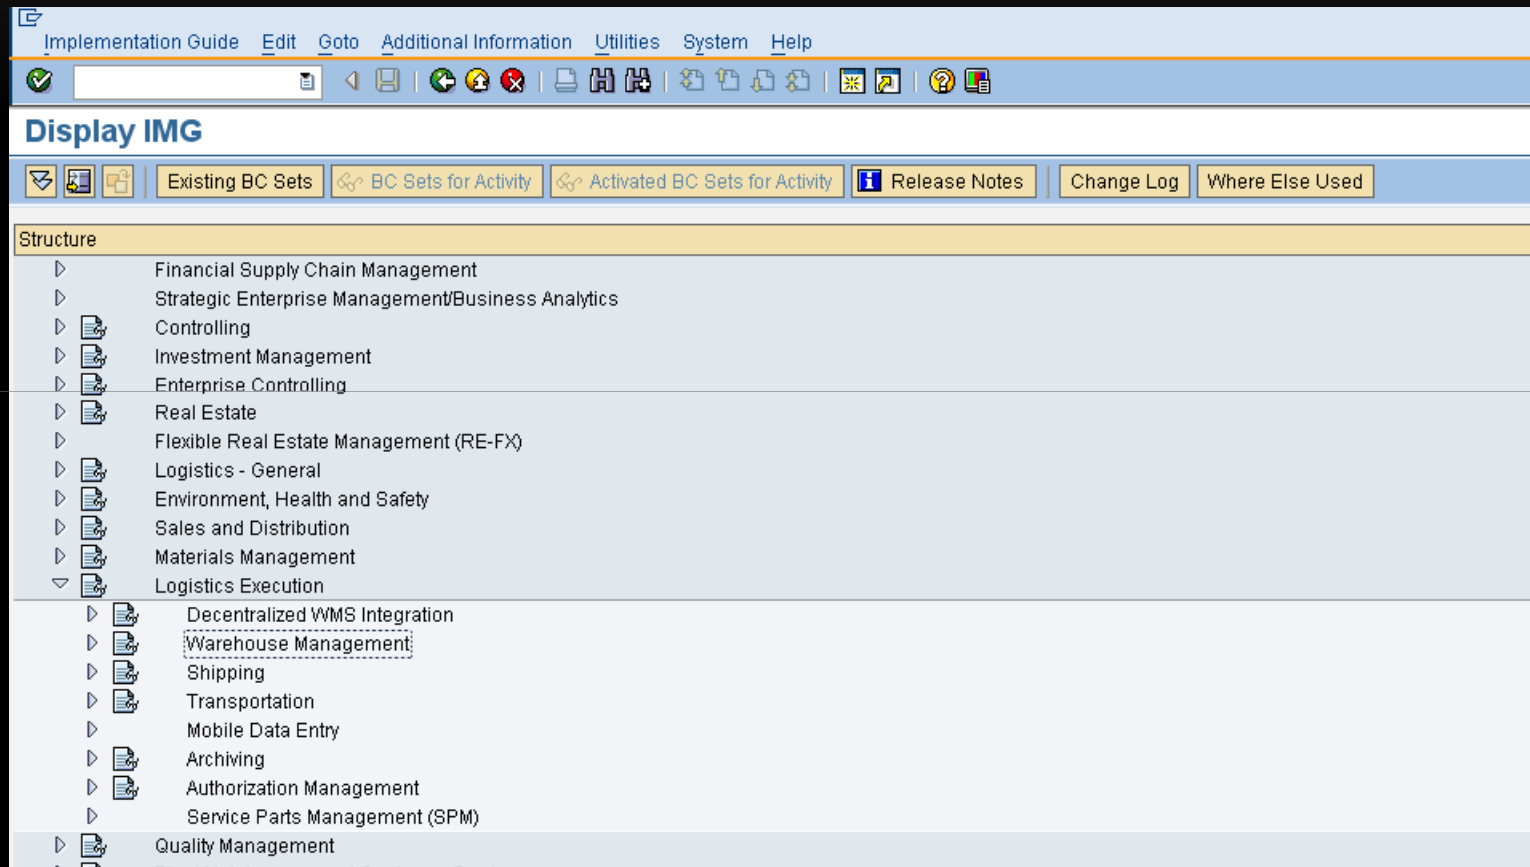 Implementation Guide Edit Goto Additional Information Utilities System Help
Display IMG
Existing BC Sets BC Sets for Activity Activated BC Sets for Activity Release Notes Change Log Where Else Used
Structure
Financial Supply Chain Management
Strategic Enterprise Management/Business Analytics
Controlling
Investment Management
Enterprise Controlling
Real Estate
Flexible Real Estate Management (RE-FX)
Logistics - General
Environment, Health and Safety
Sales and Distribution
Materials Management
Logistics Execution
Decentralized WMS Integration
Warehouse Management
Shipping
Transportation
Mobile Data Entry
Archiving
Authorization Management
Service Parts Management (SPM)
Quality Management